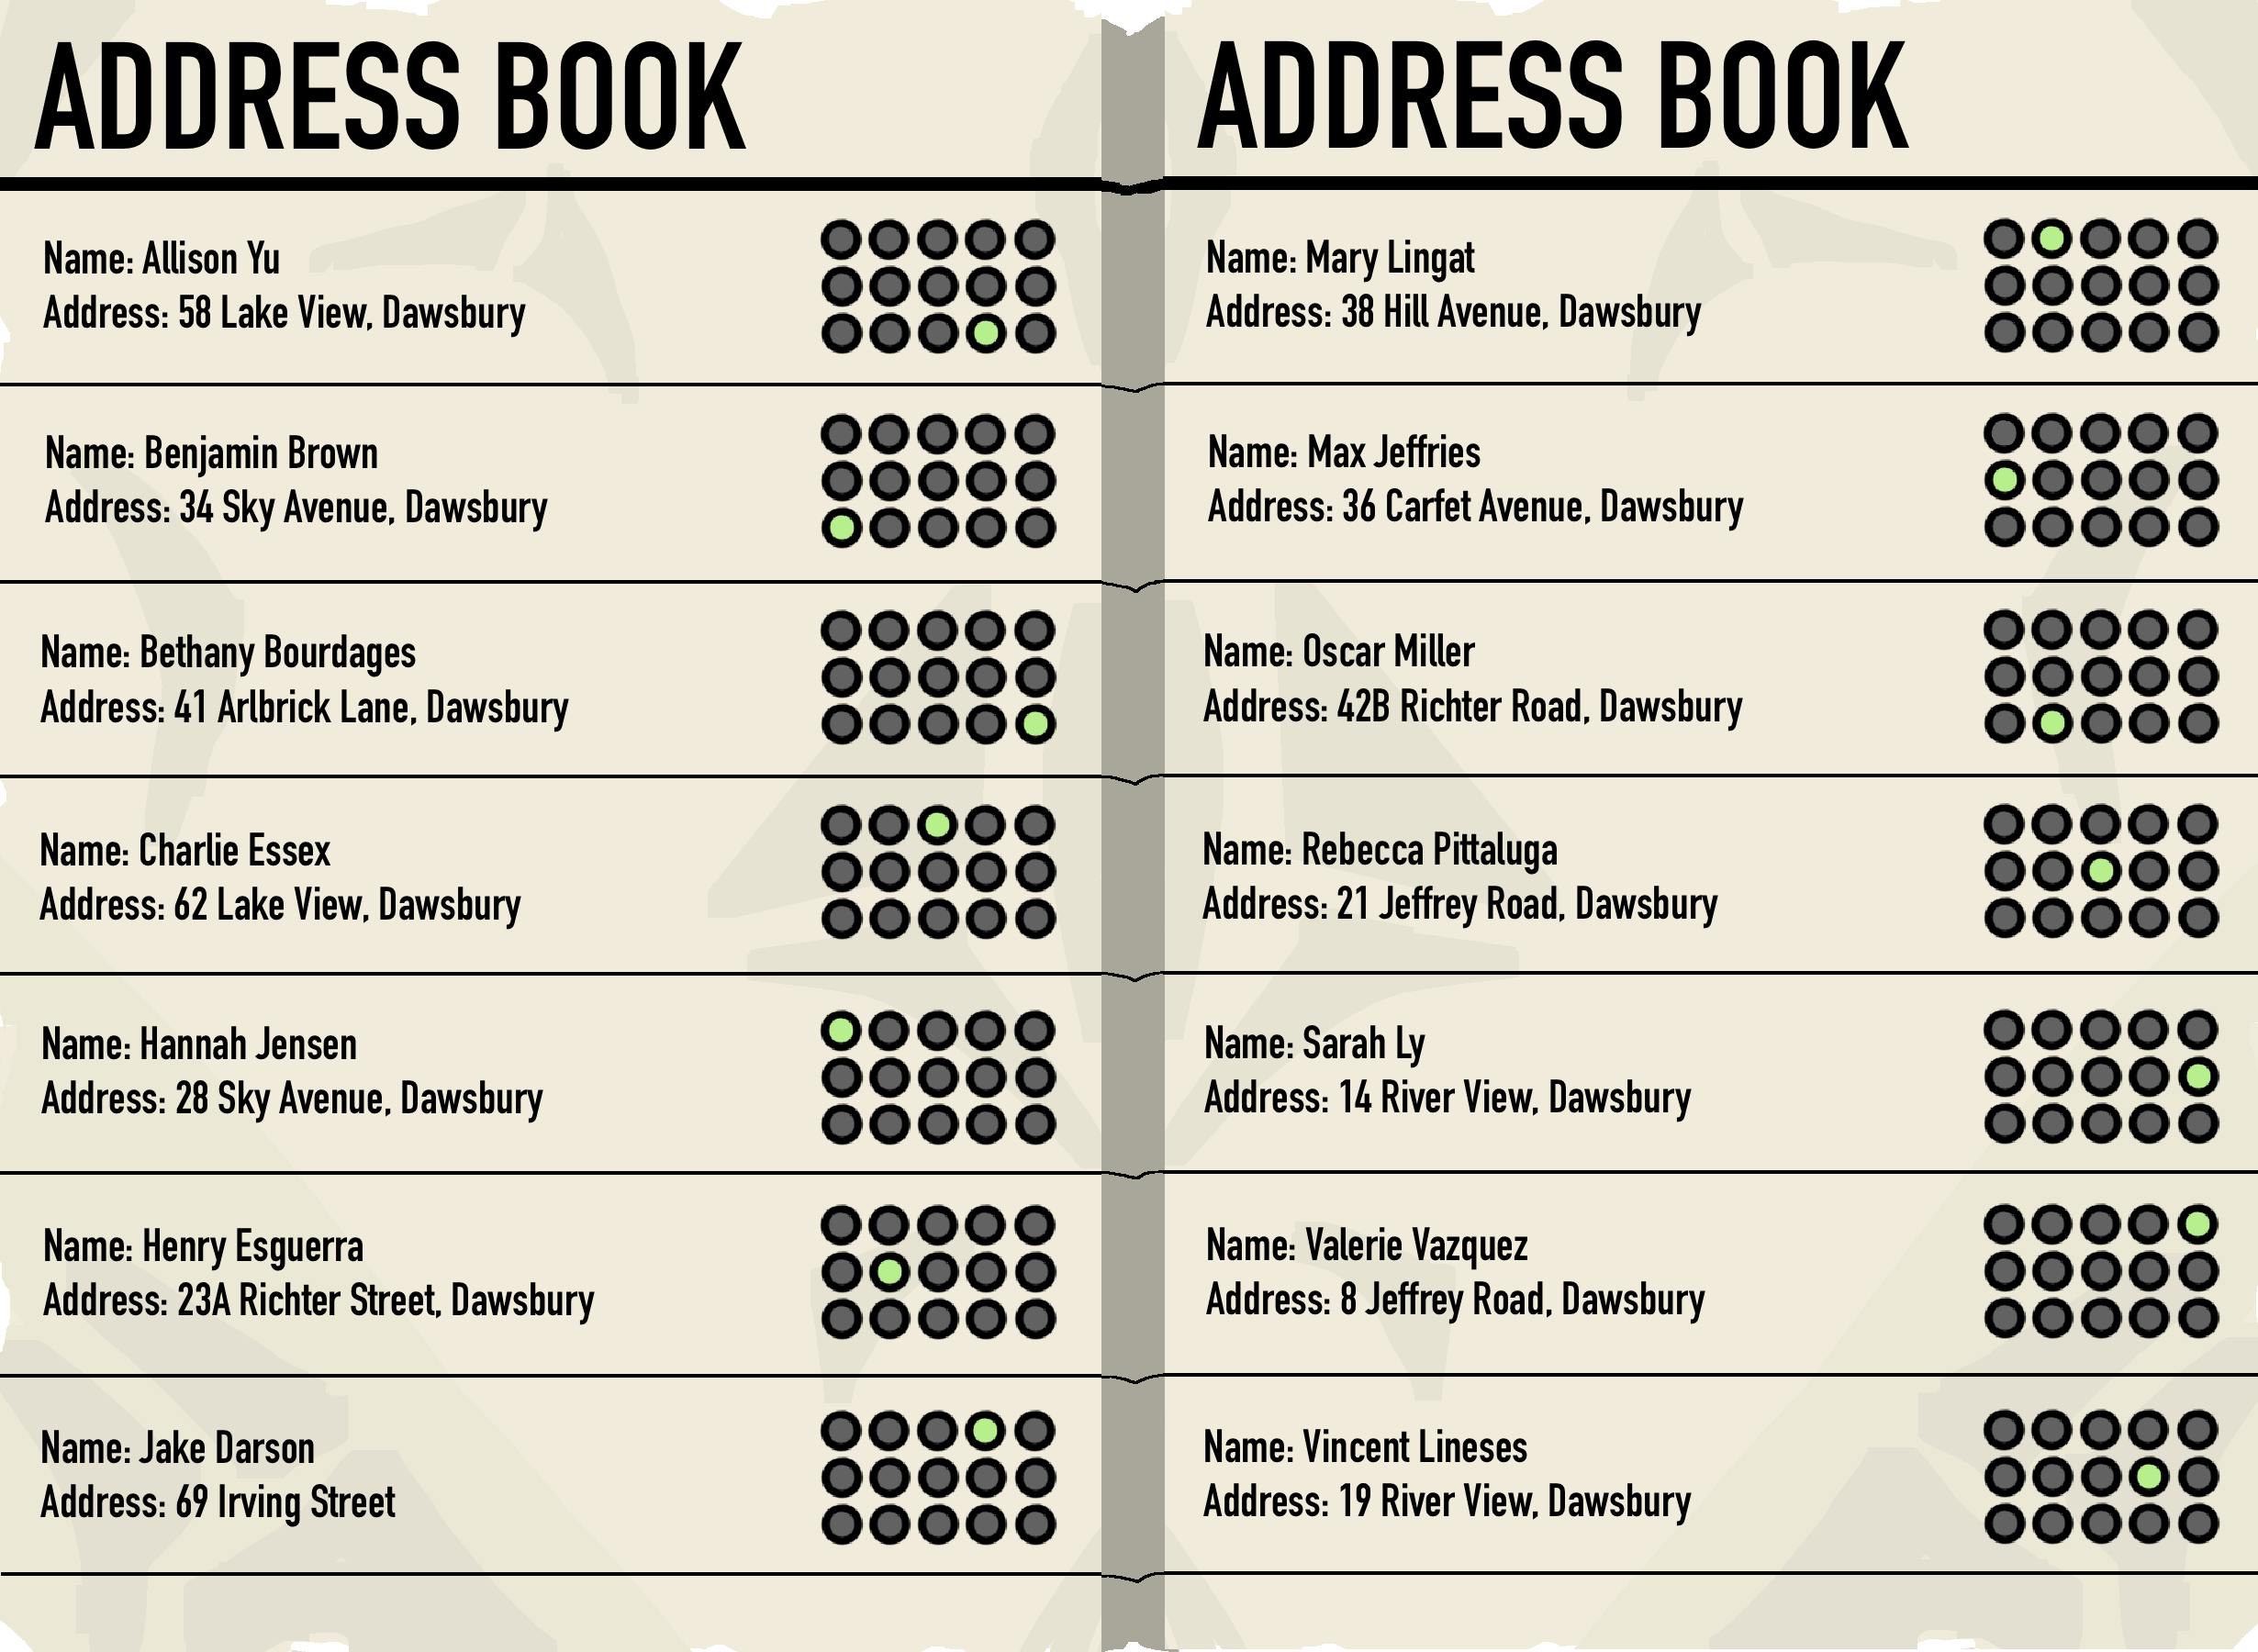 ADDRESS BOOK
Name: Allison Yu
Address: 58 Lake View, Dawsbury
Name: Benjamin Brown
Address: 34 Sky Avenue, Dawsbury
Name: Bethany Bourdages
Address: 41 Arlbrick Lane, Dawsbury
Name: Charlie Essex
Address: 62 Lake View, Dawsbury
Name: Hannah Jensen
Address: 28 Sky Avenue, Dawsbury
Name: Henry Esguerra
Address: 23A Richter Street, Dawsbury
Name: Jake Darson
Address: 69 Irving Street
ADDRESS BOOK
Name: Mary Lingat
Address: 38 Hill Avenue, Dawsbury
Name: Max Jeffries
Address: 36 Carfet Avenue, Dawsbury
Name: Oscar Miller
Address: 42B Richter Road, Dawsbury
Name: Rebecca Pittaluga
Address: 21 Jeffrey Road, Dawsbury
Name: Sarah Ly
Address: 14 River View, Dawsbury
Name: Valerie Vazquez
Address: 8 Jeffrey Road, Dawsbury
Name: Vincent Lineses
Address: 19 River View, Dawsbury